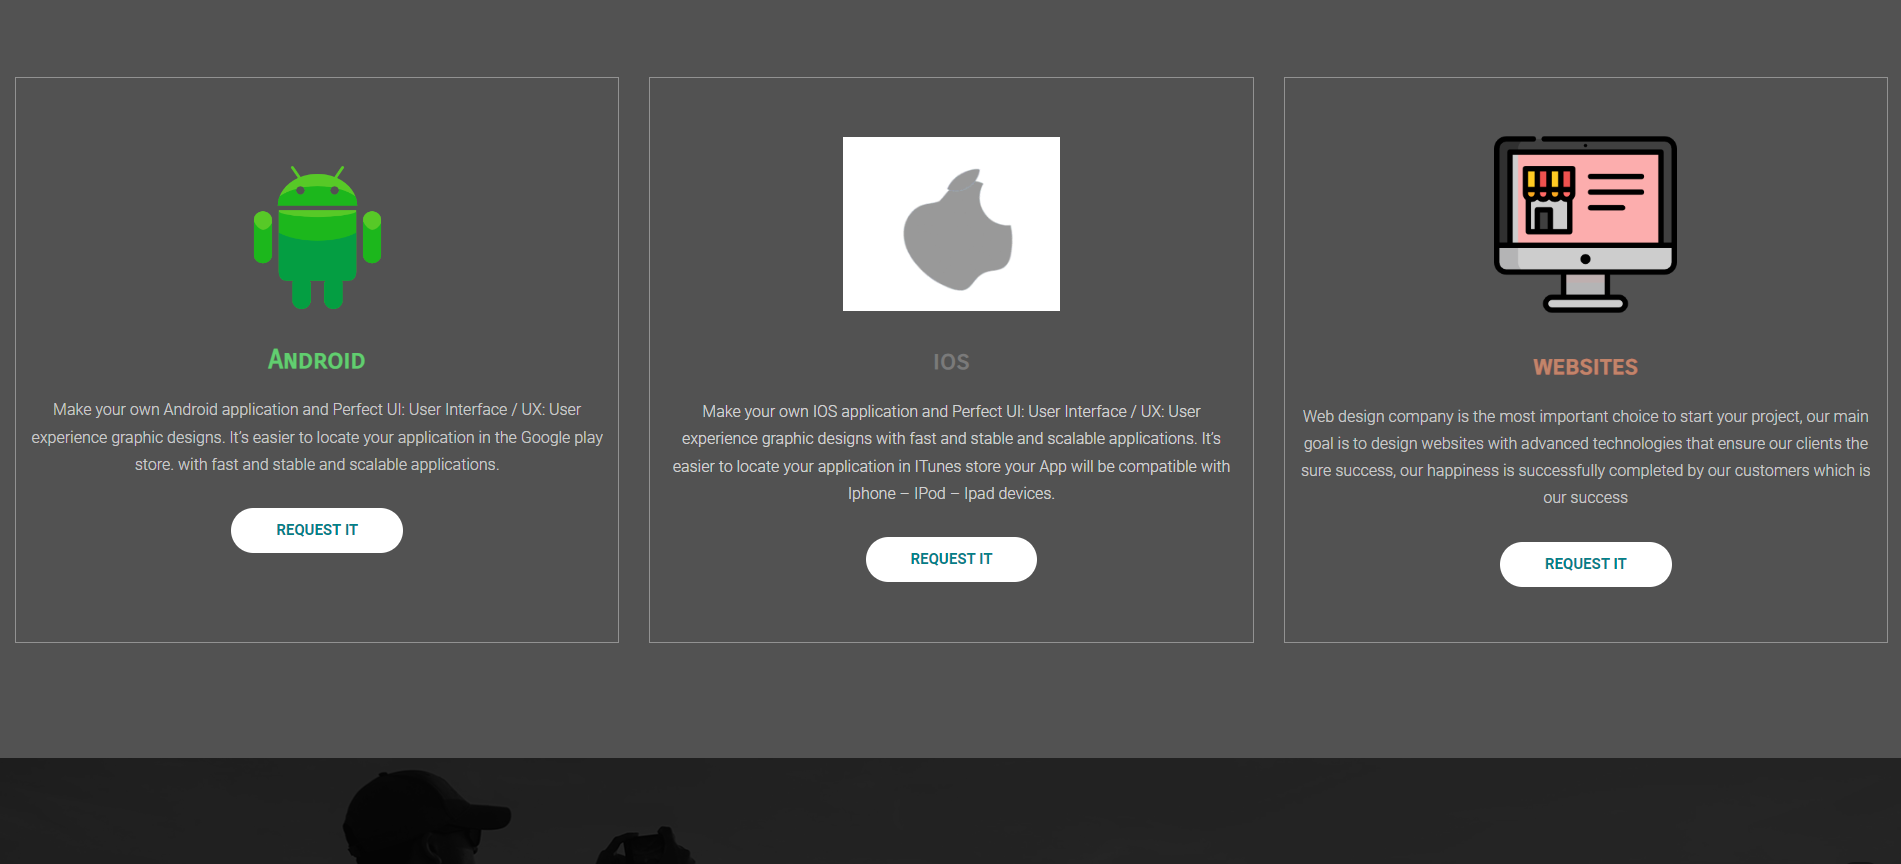 Android
Make your own Android application and Perfect UI: User Interface / UX: User
experience graphic designs. It’s easier to locate your application in the Google play
store. with fast and stable and scalable applications.
REQUEST IT
IOS
Make your own IOS application and Perfect UI: User Interface / UX: User
experience graphic designs with fast and stable and scalable applications. It’s
easier to locate your application in ITunes store your App will be compatible with
Iphone – IPod – Ipad devices.
REQUEST IT
WEBSITES
Web design company is the most important choice to start your project, our main
goal is to design websites with advanced technologies that ensure our clients the
sure success, our happiness is successfully completed by our customers which is
our success
REQUEST IT